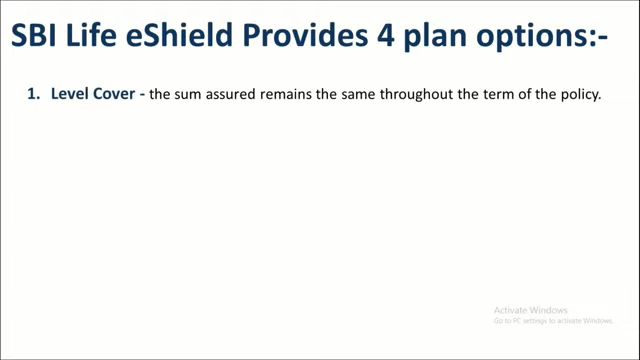 SBI Life eShield Provides 4 plan options:-
1. Level Cover - the sum assured remains the same throughout the term of the policy.
Activate Windows
Go to PC settings to activate Windows.